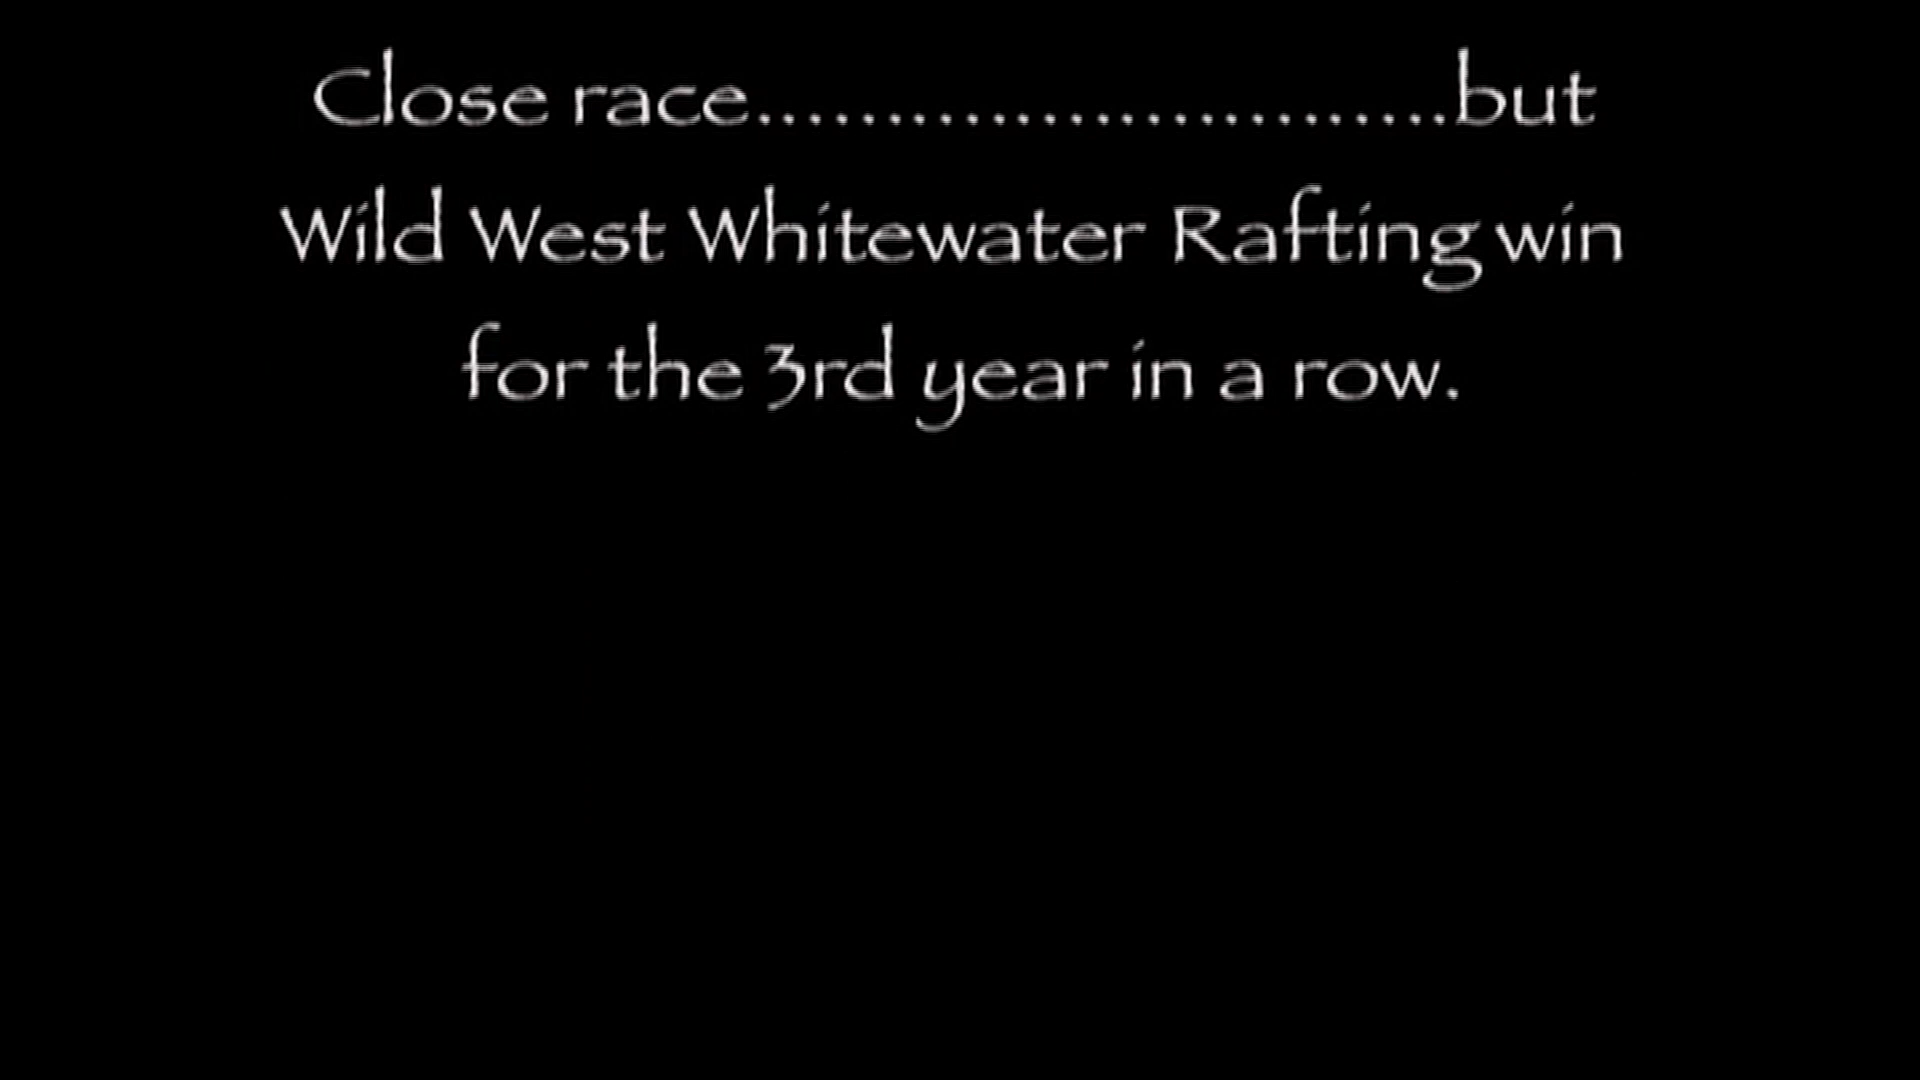 Close race...........................but
Wild West Whitewater Rafting win
for the 3rd year in a row.